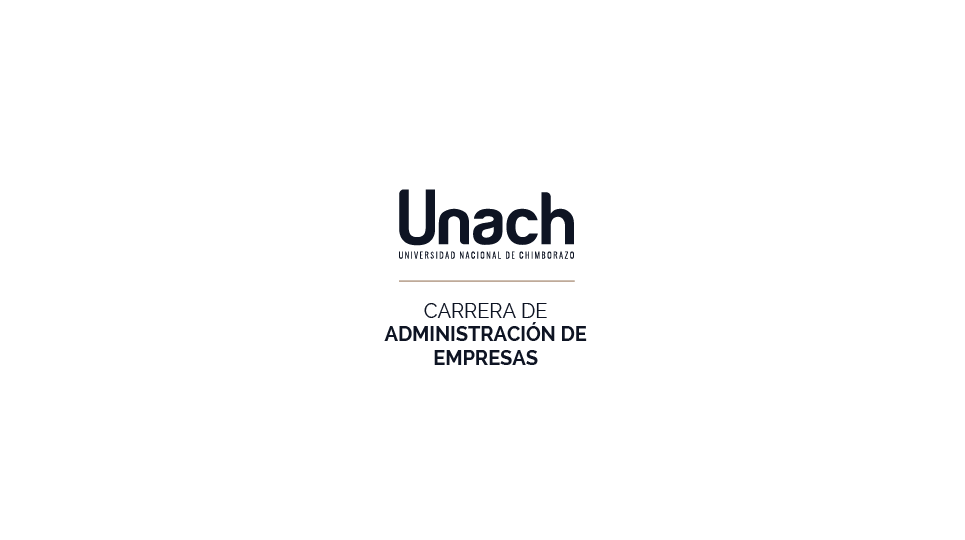 Unach
UNIVERSIDAD NACIONAL DE CHIMBORAZO
CARRERA DE
ADMINISTRACIÓN DE
EMPRESAS